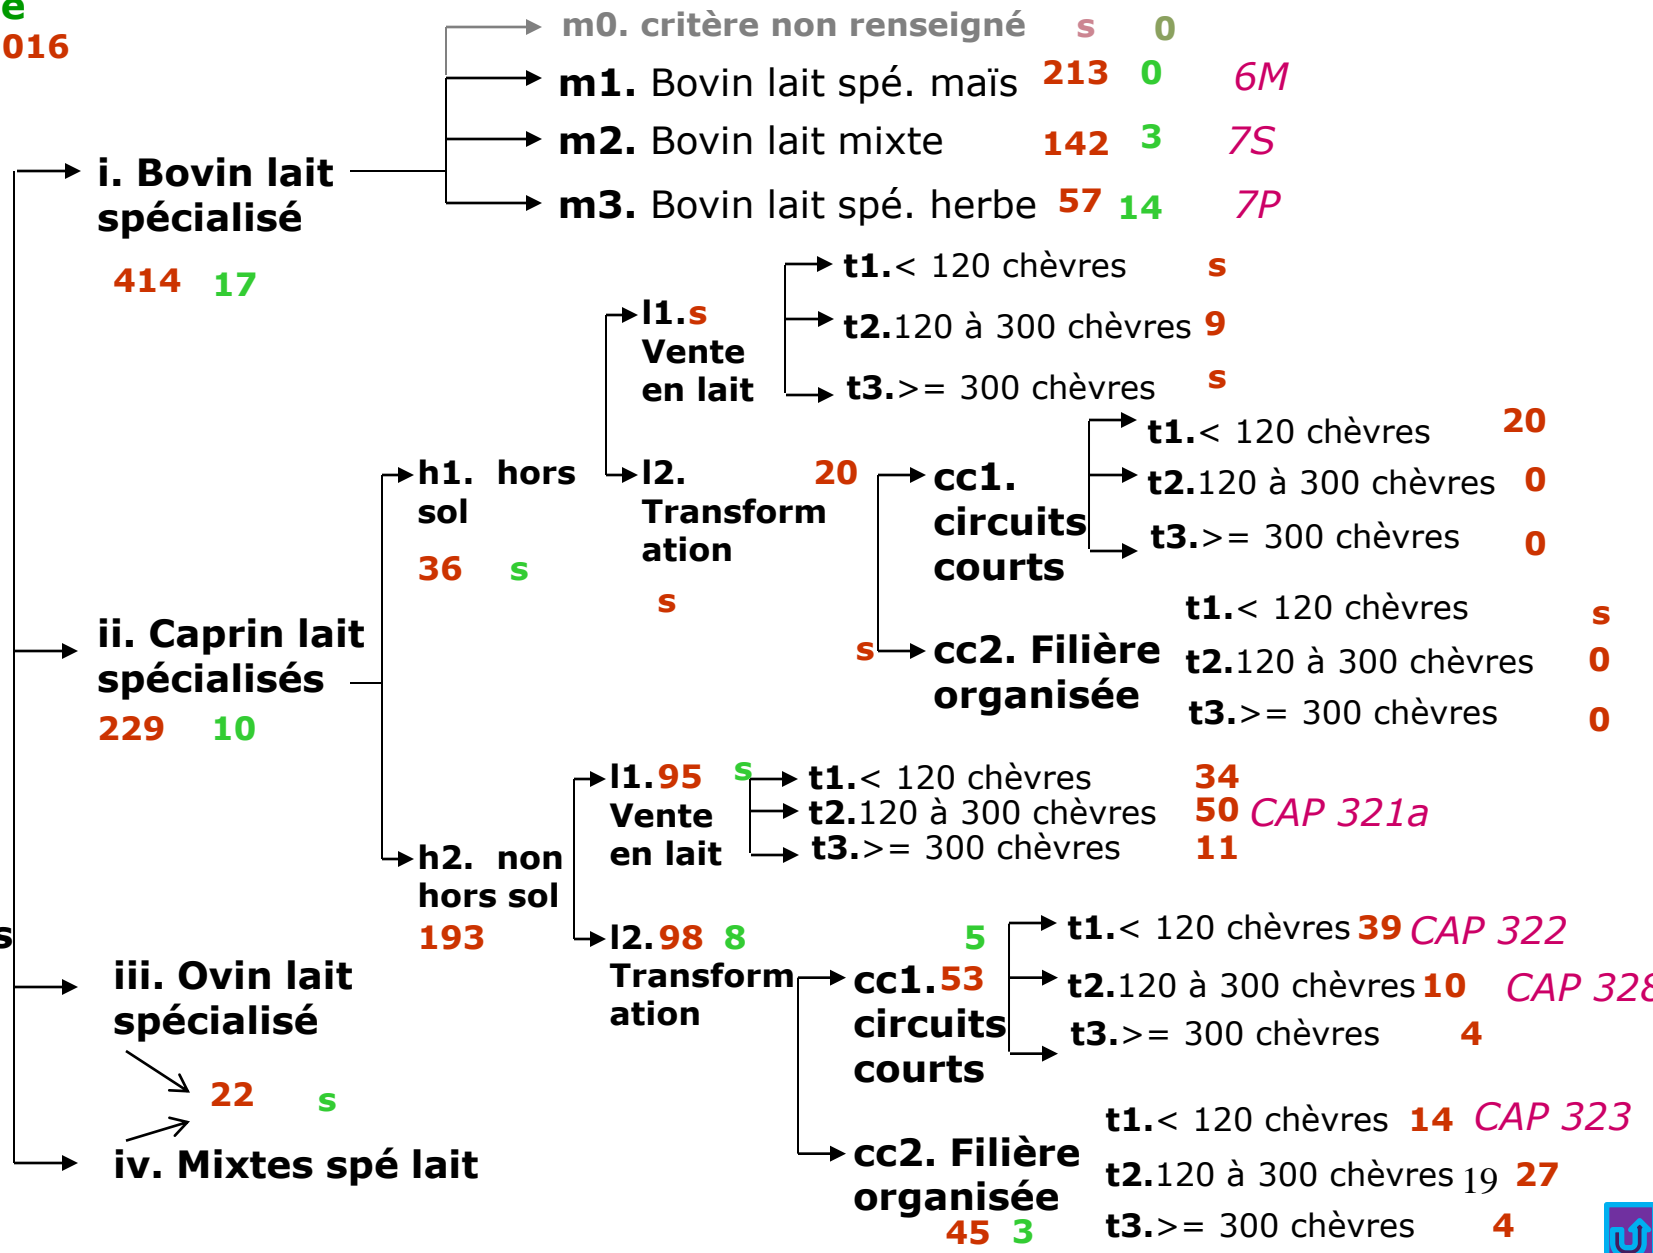 e
016
m0. critère non renseigné s 0
m1. Bovin lait spé. maïs 213 0 6M
m2. Bovin lait mixte 142 3 7S
i. Bovin lait
spécialisé
m3. Bovin lait spé. herbe 57 14 7P
414 17
t1.< 120 chèvres s
l1.s
Vente
en lait
t2.120 à 300 chèvres 9
t3.>= 300 chèvres s
t1.< 120 chèvres 20
h1. hors
sol
36 s
l2. 20
Transform
ation
s
cc1.
circuits
courts
t2.120 à 300 chèvres 0
t3.>= 300 chèvres 0
t1.< 120 chèvres s
ii. Caprin lait
spécialisés
229 10
s cc2. Filière
organisée
t2.120 à 300 chèvres 0
t3.>= 300 chèvres 0
l1.95 s
Vente
en lait
t1.< 120 chèvres 34
t2.120 à 300 chèvres 50 CAP 321a
t3.>= 300 chèvres 11
h2. non
hors sol
193
s
l2.98 8
Transform
ation
5
cc1.53
circuits
courts
t1.< 120 chèvres 39 CAP 322
t2.120 à 300 chèvres 10 CAP 328
t3.>= 300 chèvres 4
iii. Ovin lait
spécialisé
22 s
iv. Mixtes spé lait
cc2. Filière
organisée
45 3
t1.< 120 chèvres 14 CAP 323
t2.120 à 300 chèvres 19 27
t3.>= 300 chèvres 4